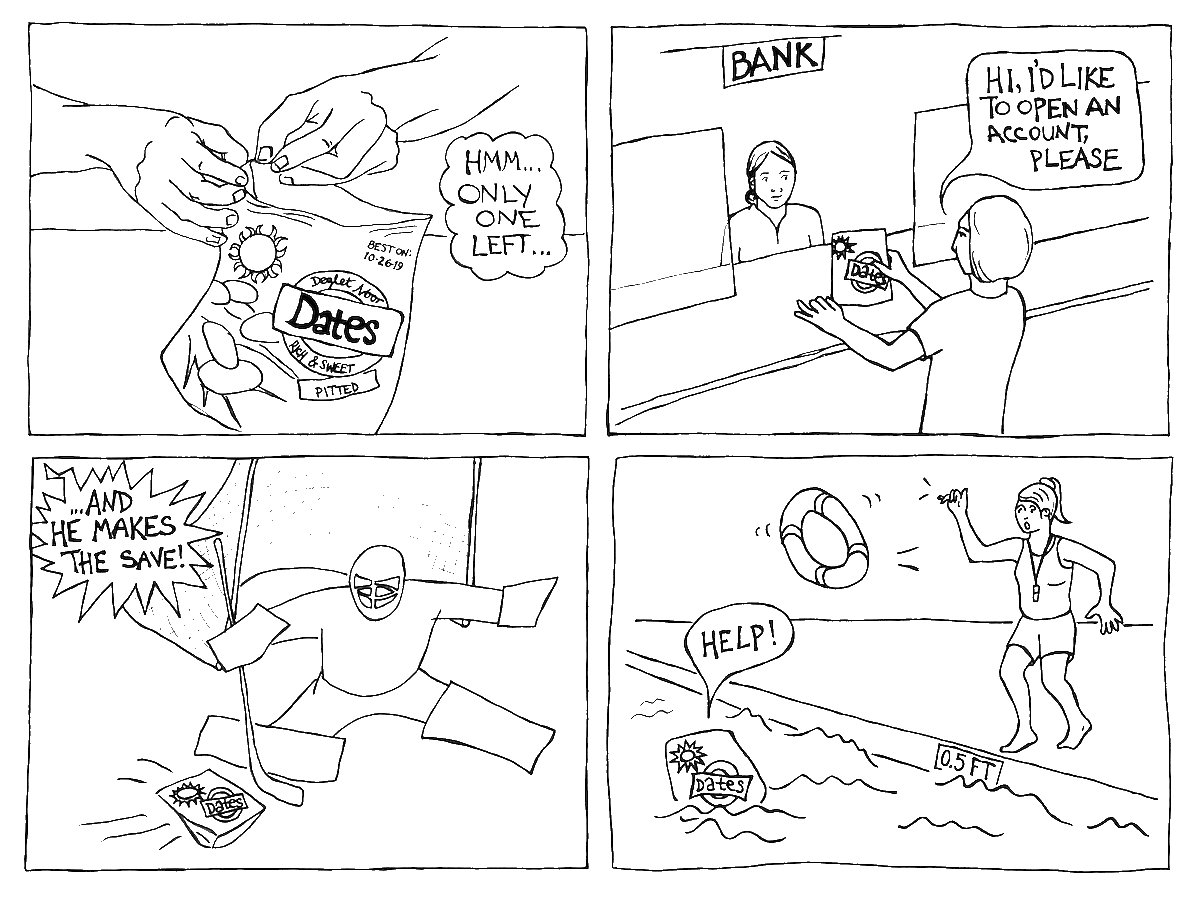 HMM...
ONLY
ONE
LEFT...
BEST ON:
10-26-19
Deglet Noor
Dates
RICH & SWEET
PITTED
BANK
HI, I'D LIKE
TO OPEN AN
ACCOUNT,
PLEASE
Dates
...AND
HE MAKES
THE SAVE!
Dates
HELP!
0.5 FT
Dates